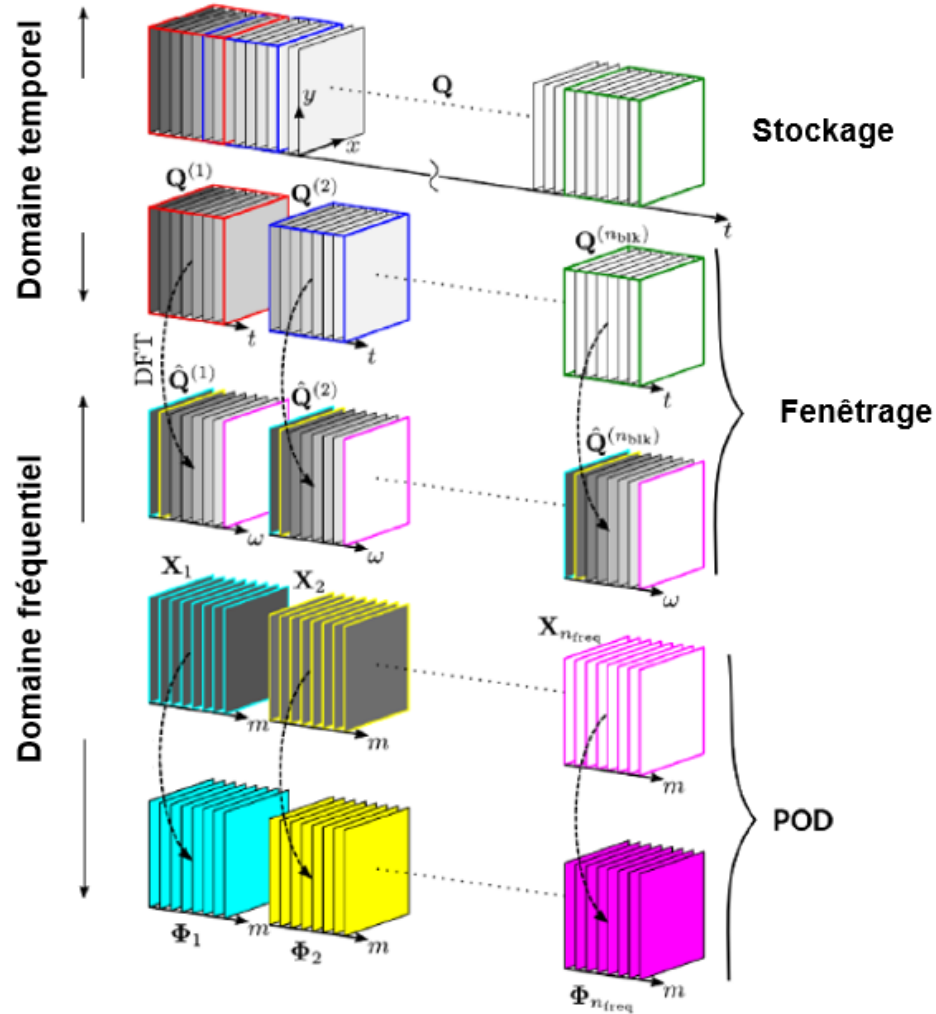 Domaine temporel
Q
y
x
Stockage
t
Q(1)
Q(2)
Q(nblk)
t
t
t
DFT
Q̂(1)
Q̂(2)
Q̂(nblk)
Fenêtrage
ω
ω
ω
Domaine fréquentiel
X1
X2
Xnfreq
m
m
m
POD
m
m
m
Φ1
Φ2
Φnfreq